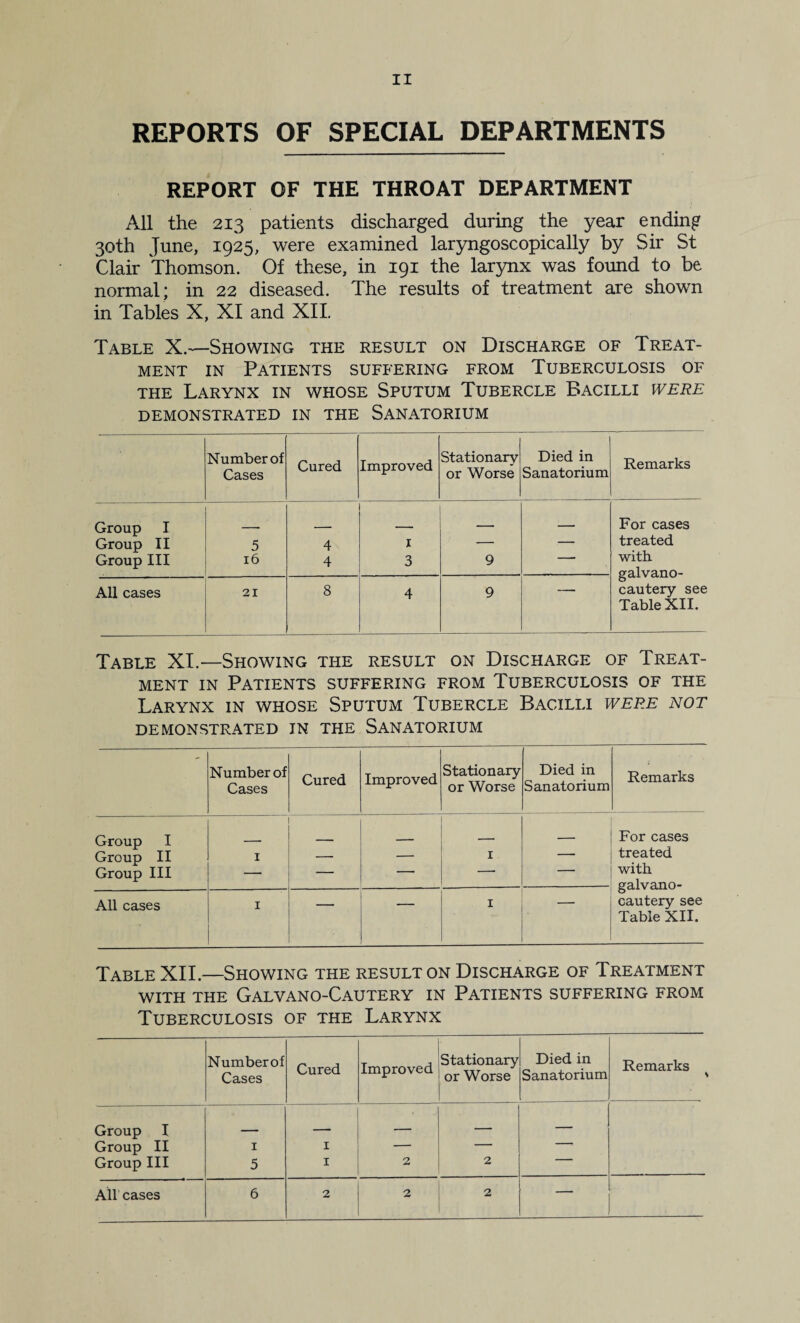 II
REPORTS OF SPECIAL DEPARTMENTS
REPORT OF THE THROAT DEPARTMENT
All the 213 patients discharged during the year ending
30th June, 1925, were examined laryngoscopically by Sir St
Clair Thomson. Of these, in 191 the larynx was found to be
normal; in 22 diseased. The results of treatment are shown
in Tables X, XI and XII.
Table X.—Showing the result on Discharge of Treat-
ment in Patients suffering from Tuberculosis of
the Larynx in whose Sputum Tubercle Bacilli WERE
demonstrated in the Sanatorium
Number of Cases | Cured | Improved | Stationary or Worse | Died in Sanatorium | Remarks
Group I | — | — | — | — | — | For cases
Group II | 5 | 4 | 1 | — | — | treated
Group III | 16 | 4 | 3 | 9 | — | with
galvano-
All cases | 21 | 8 | 4 | 9 | — | cautery see
Table XII.
Table XI.—Showing the result on Discharge of Treat-
ment in Patients suffering from Tuberculosis of the
Larynx in whose Sputum Tubercle Bacilli WERE NOT
demonstrated in the Sanatorium
Number of Cases | Cured | Improved | Stationary or Worse | Died in Sanatorium | Remarks
Group I | — | — | — | — | — | For cases
Group II | 1 | — | — | 1 | — | treated
Group III | — | — | — | — | — | with
galvano-
All cases | 1 | — | — | 1 | — | cautery see
Table XII.
Table XII.—Showing the result on Discharge of Treatment
with the Galvano-Cautery in Patients suffering from
Tuberculosis of the Larynx
Number of Cases | Cured | Improved | Stationary or Worse | Died in Sanatorium | Remarks
Group I | — | — | — | — | —
Group II | 1 | 1 | — | — | —
Group III | 5 | 1 | 2 | 2 | —
All cases | 6 | 2 | 2 | 2 | —